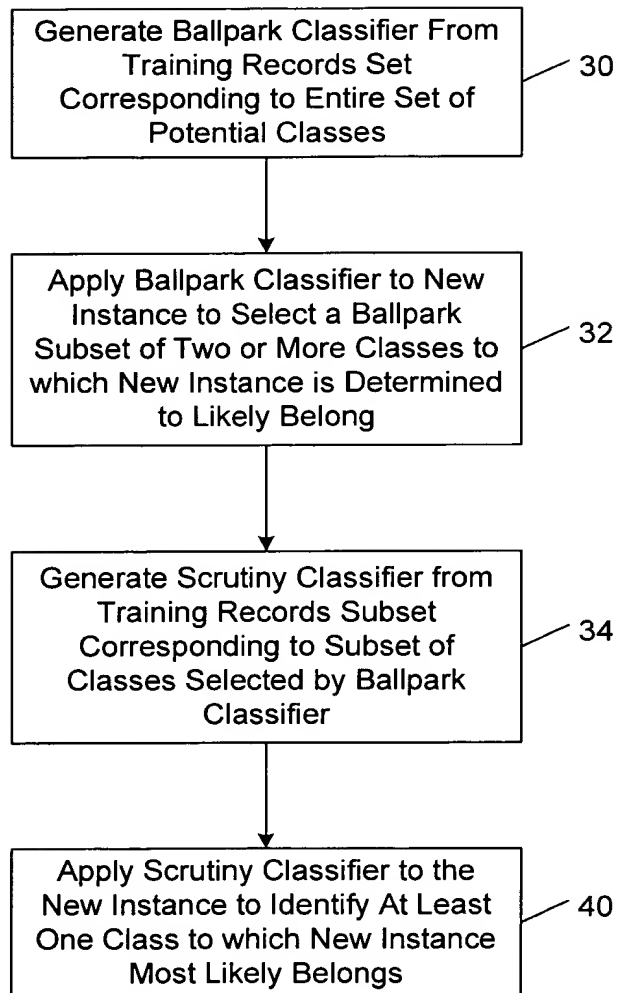 Generate Ballpark Classifier From
Training Records Set
Corresponding to Entire Set of
Potential Classes
30
Apply Ballpark Classifier to New
Instance to Select a Ballpark
Subset of Two or More Classes to
which New Instance is Determined
to Likely Belong
32
Generate Scrutiny Classifier from
Training Records Subset
Corresponding to Subset of
Classes Selected by Ballpark
Classifier
34
Apply Scrutiny Classifier to the
New Instance to Identify At Least
One Class to which New Instance
Most Likely Belongs
40